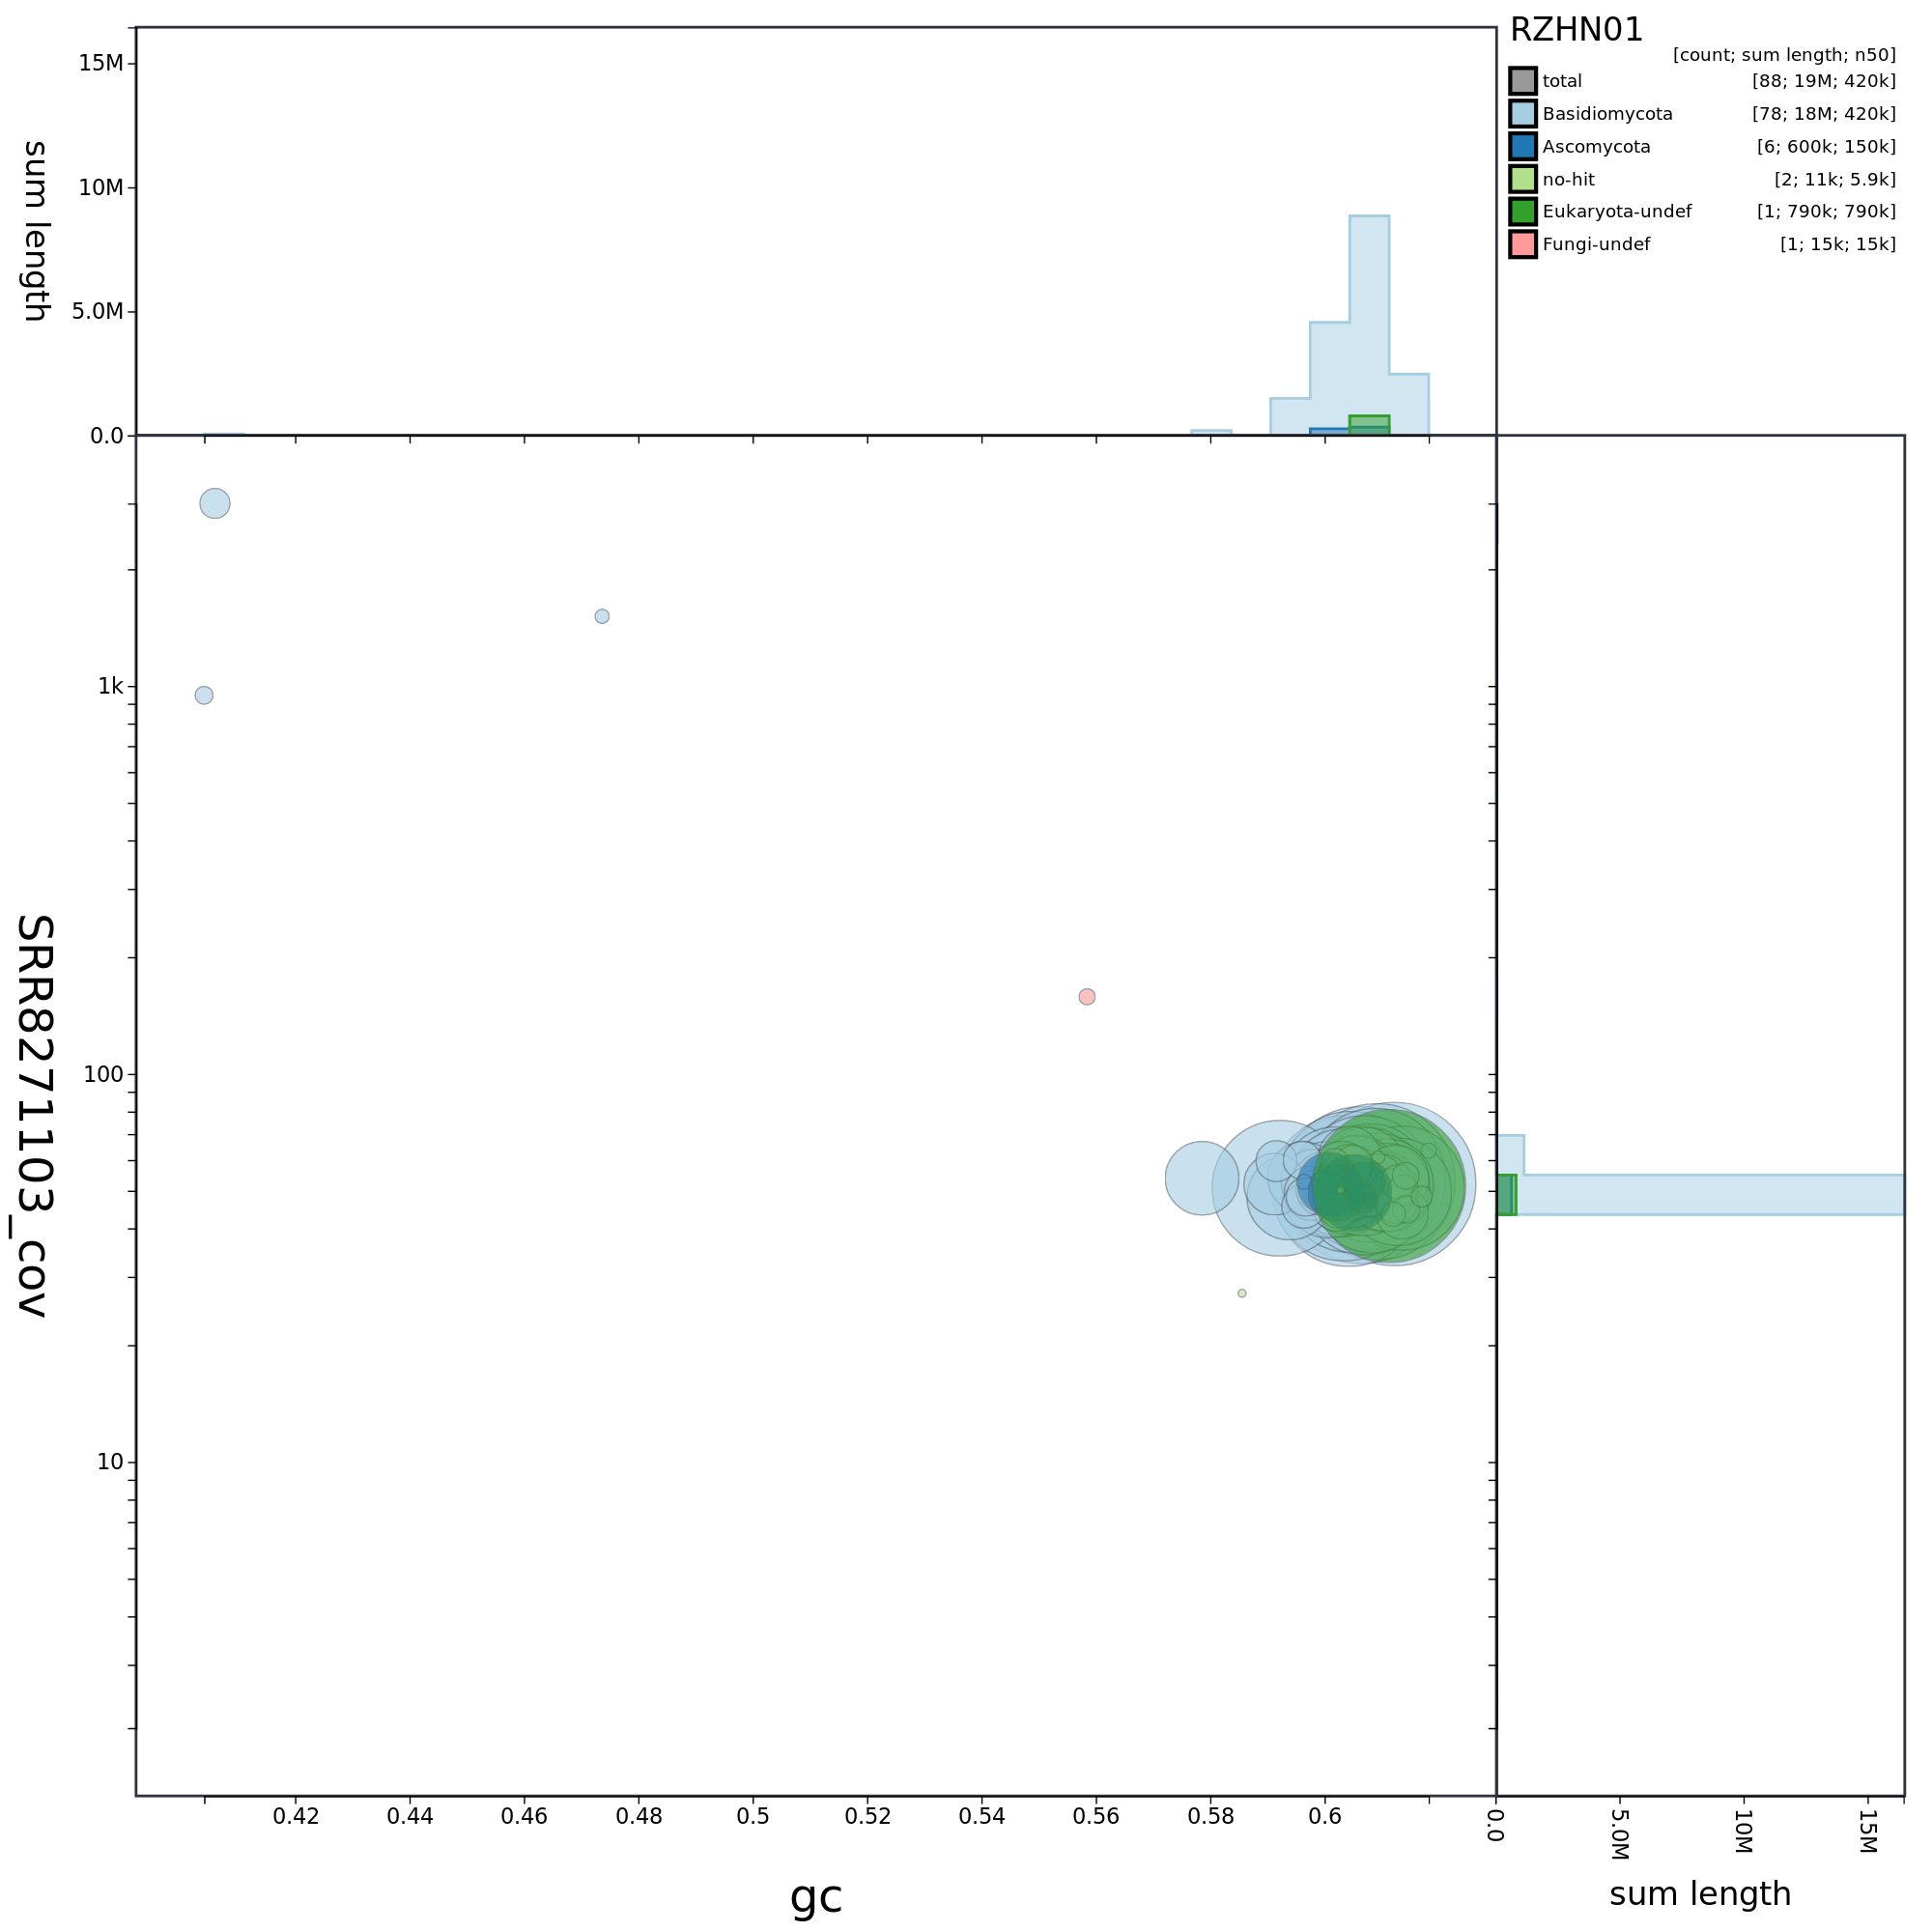 RZHN01
[count; sum length; n50]
total [88; 19M; 420k]
Basidiomycota [78; 18M; 420k]
Ascomycota [6; 600k; 150k]
no-hit [2; 11k; 5.9k]
Eukaryota-undef [1; 790k; 790k]
Fungi-undef [1; 15k; 15k]
15M
10M
5.0M
0.0
sum length
1k
100
10
SRR8271103_cov
0.42 0.44 0.46 0.48 0.5 0.52 0.54 0.56 0.58 0.6
gc
0.0 5.0M 10M 15M
sum length